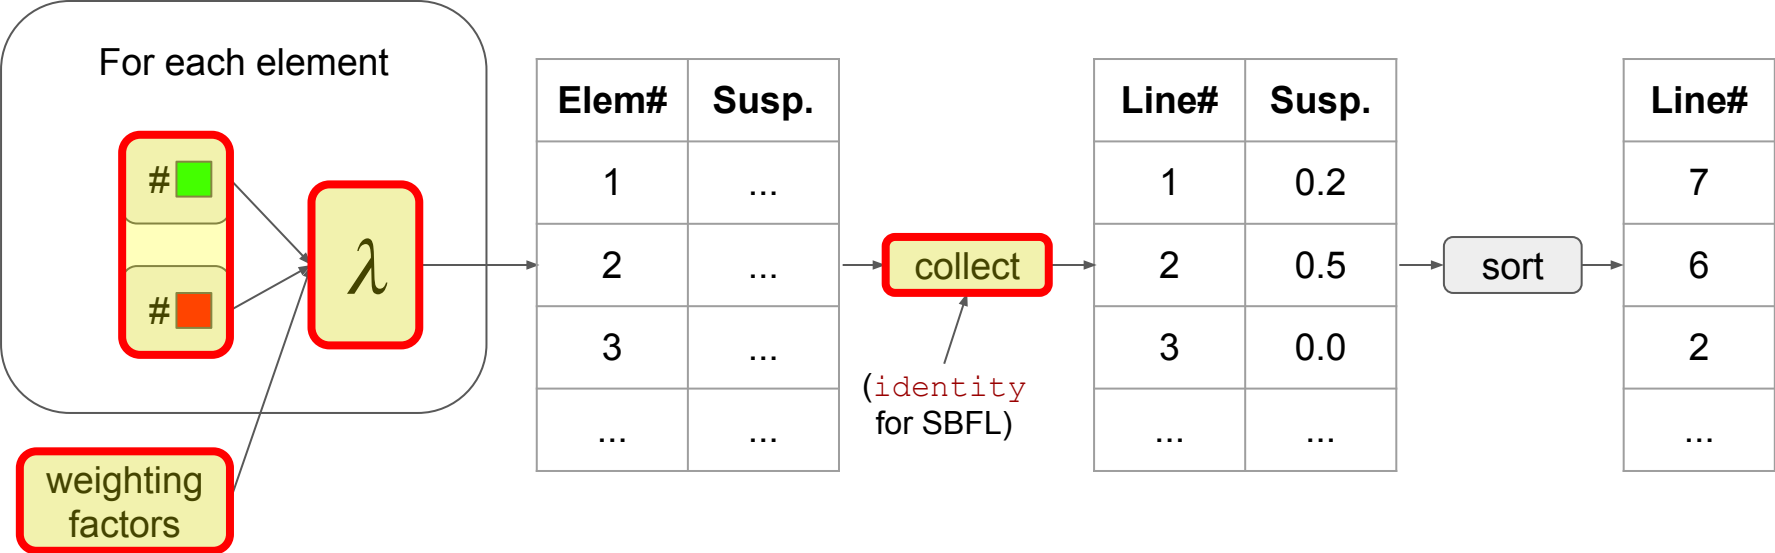 For each element
#
#
λ
weighting
factors
Elem# Susp.
1 ...
2 ...
3 ...
... ...
collect
(identity
for SBFL)
Line# Susp.
1 0.2
2 0.5
3 0.0
... ...
sort
Line#
7
6
2
...